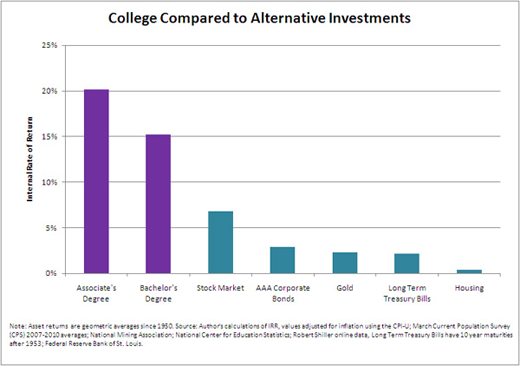 College Compared to Alternative Investments
Internal Rate of Return
25%
20%
15%
10%
5%
0%
Associate's Degree
Bachelor's Degree
Stock Market
AAA Corporate Bonds
Gold
Long Term Treasury Bills
Housing
Note: Asset returns are geometric averages since 1950. Source: Author's calculations of IRR, values adjusted for inflation using the CPI-U; March Current Population Survey
(CPS) 2007-2010 averages; National Mining Association; National Center for Education Statistics; Robert Shiller online data, Long Term Treasury Bills have 10 year maturities
after 1953; Federal Reserve Bank of St. Louis.